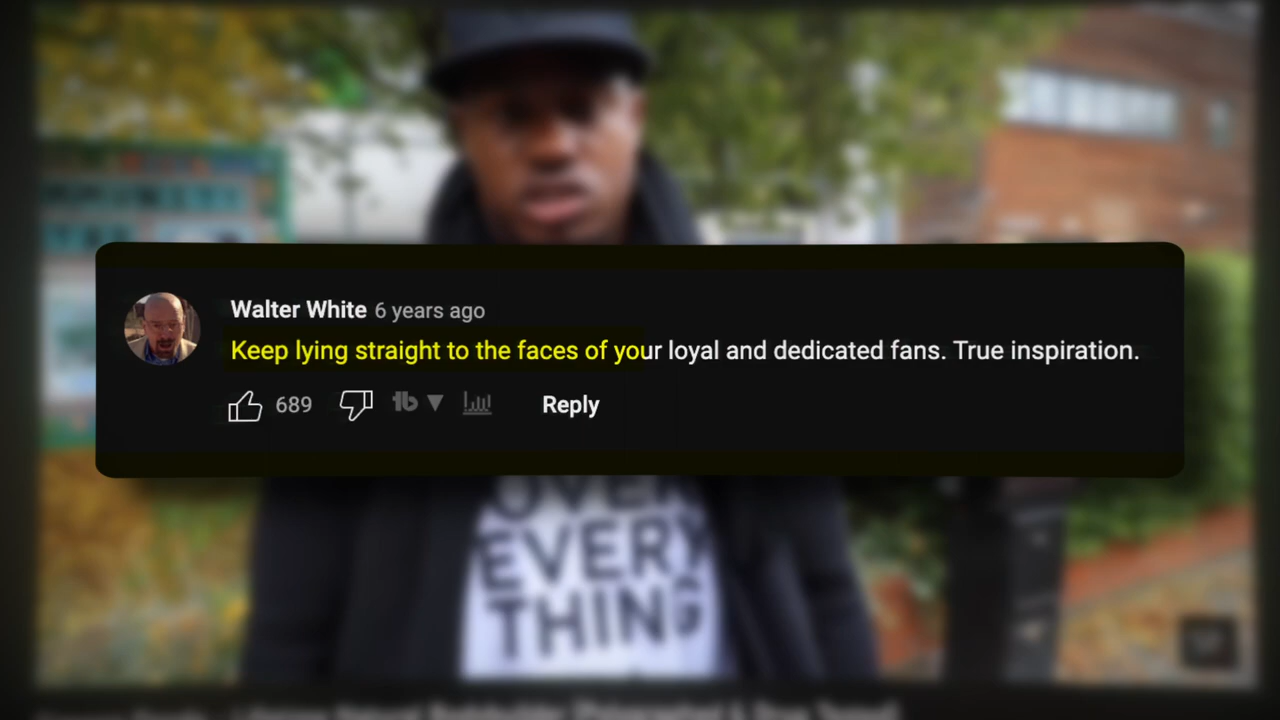 Walter White 6 years ago
Keep lying straight to the faces of your loyal and dedicated fans. True inspiration.
689
Reply
OVER
EVERY
THING